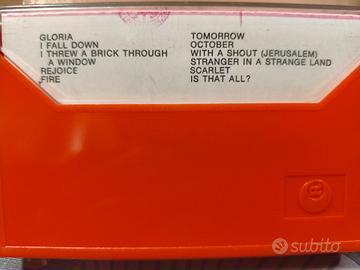 GLORIA
I FALL DOWN
I THREW A BRICK THROUGH
A WINDOW
REJOICE
FIRE
TOMORROW
OCTOBER
WITH A SHOUT (JERUSALEM)
STRANGER IN A STRANGE LAND
SCARLET
IS THAT ALL?
subito